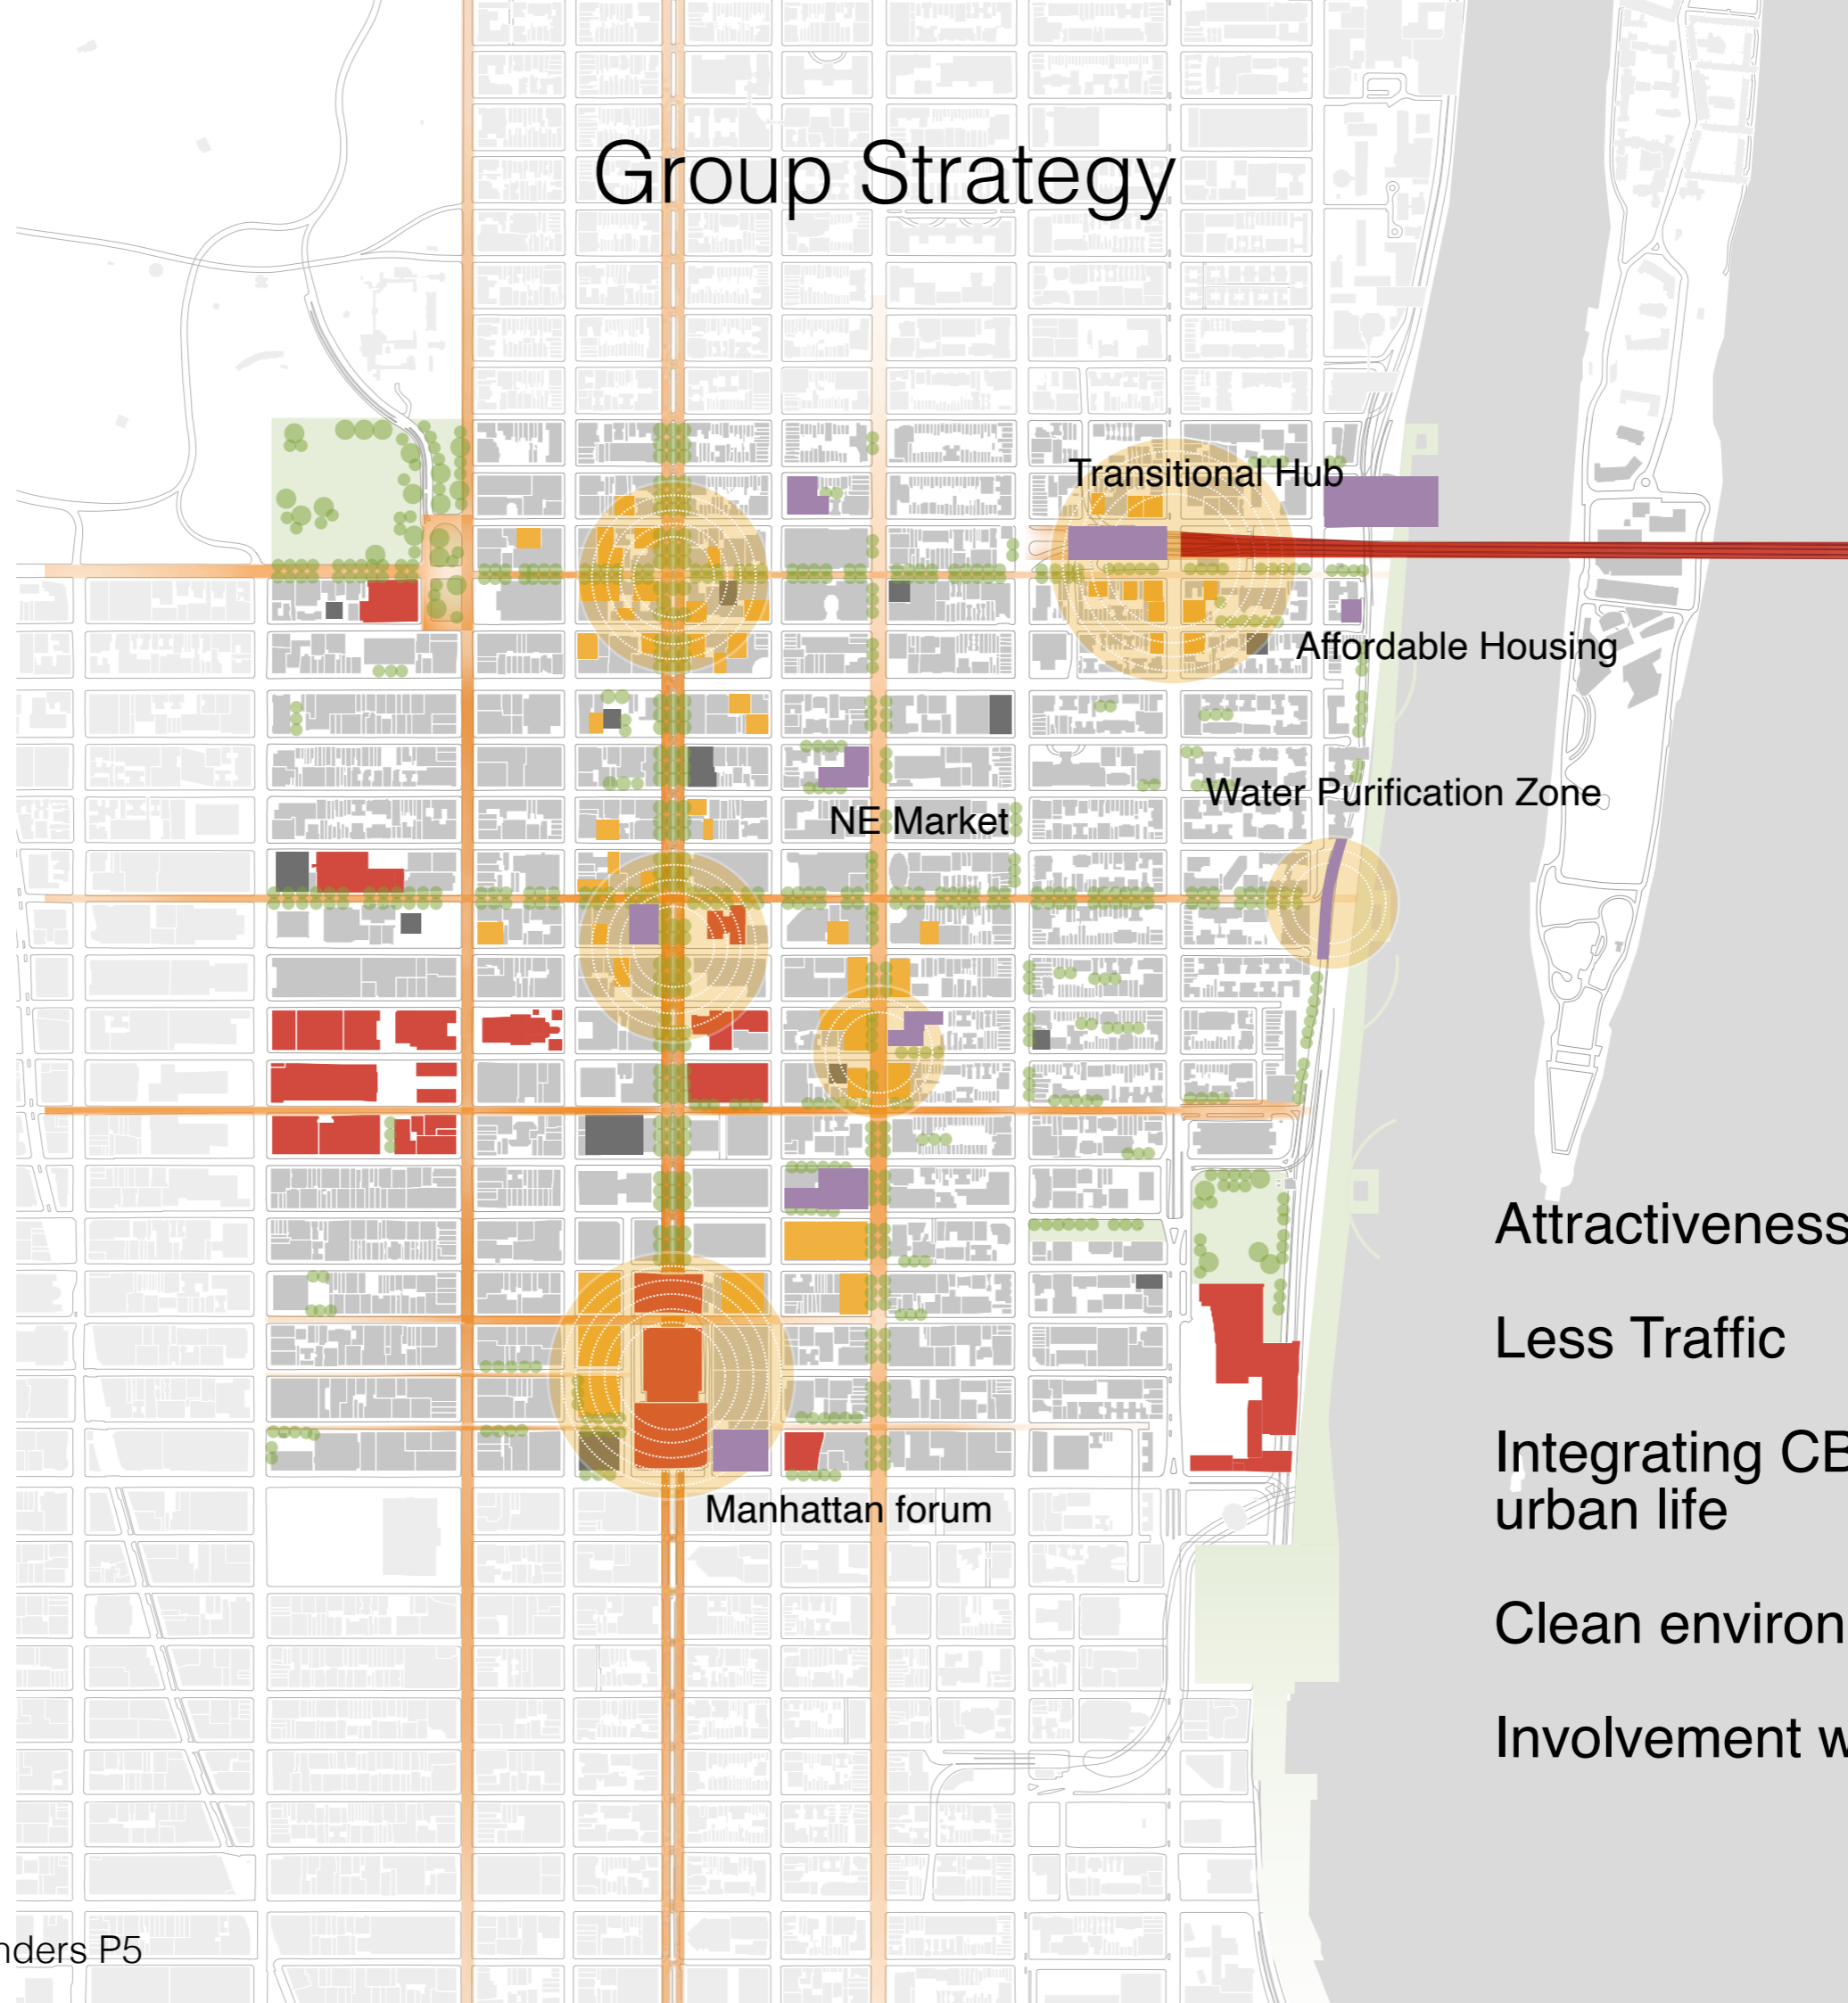 Group Strategy
Transitional Hub
Affordable Housing
Water Purification Zone
NE Market
Attractiveness
Less Traffic
Integrating CB
urban life
Manhattan forum
Clean environ
Involvement w
nders P5